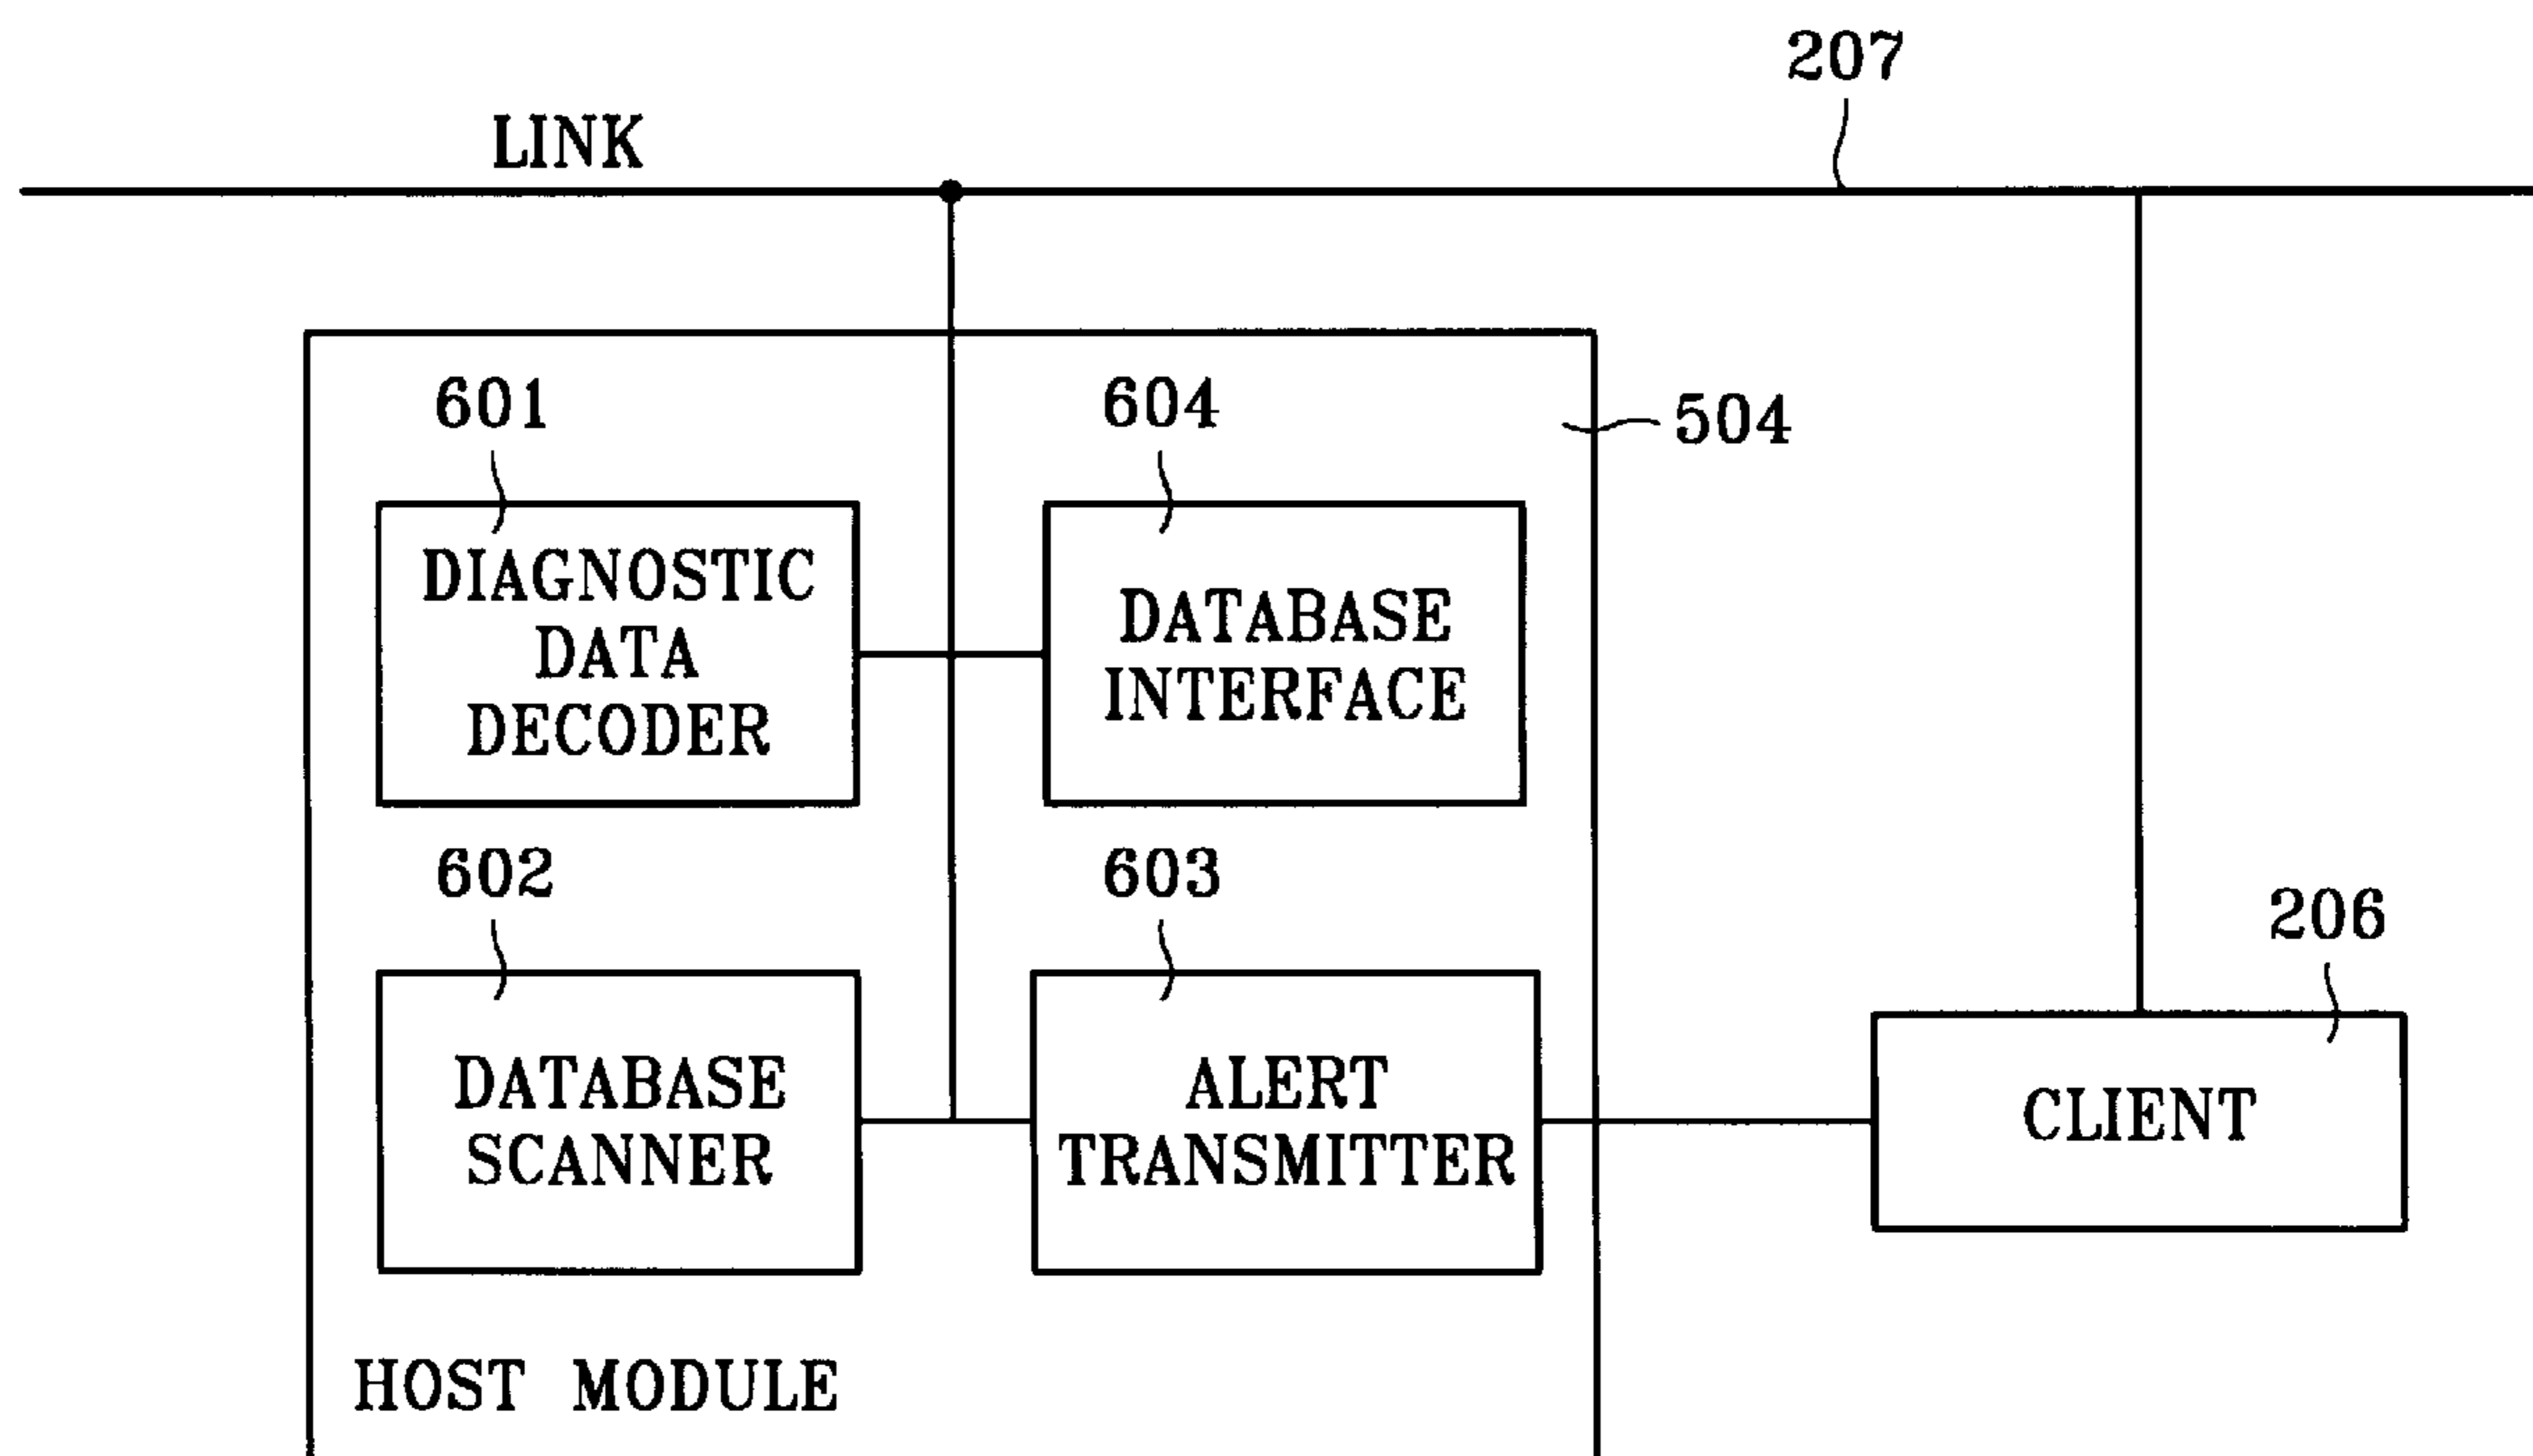 207
LINK
601
604
504
DIAGNOSTIC
DATA
DECODER
DATABASE
INTERFACE
602
603
206
DATABASE
SCANNER
ALERT
TRANSMITTER
CLIENT
HOST MODULE